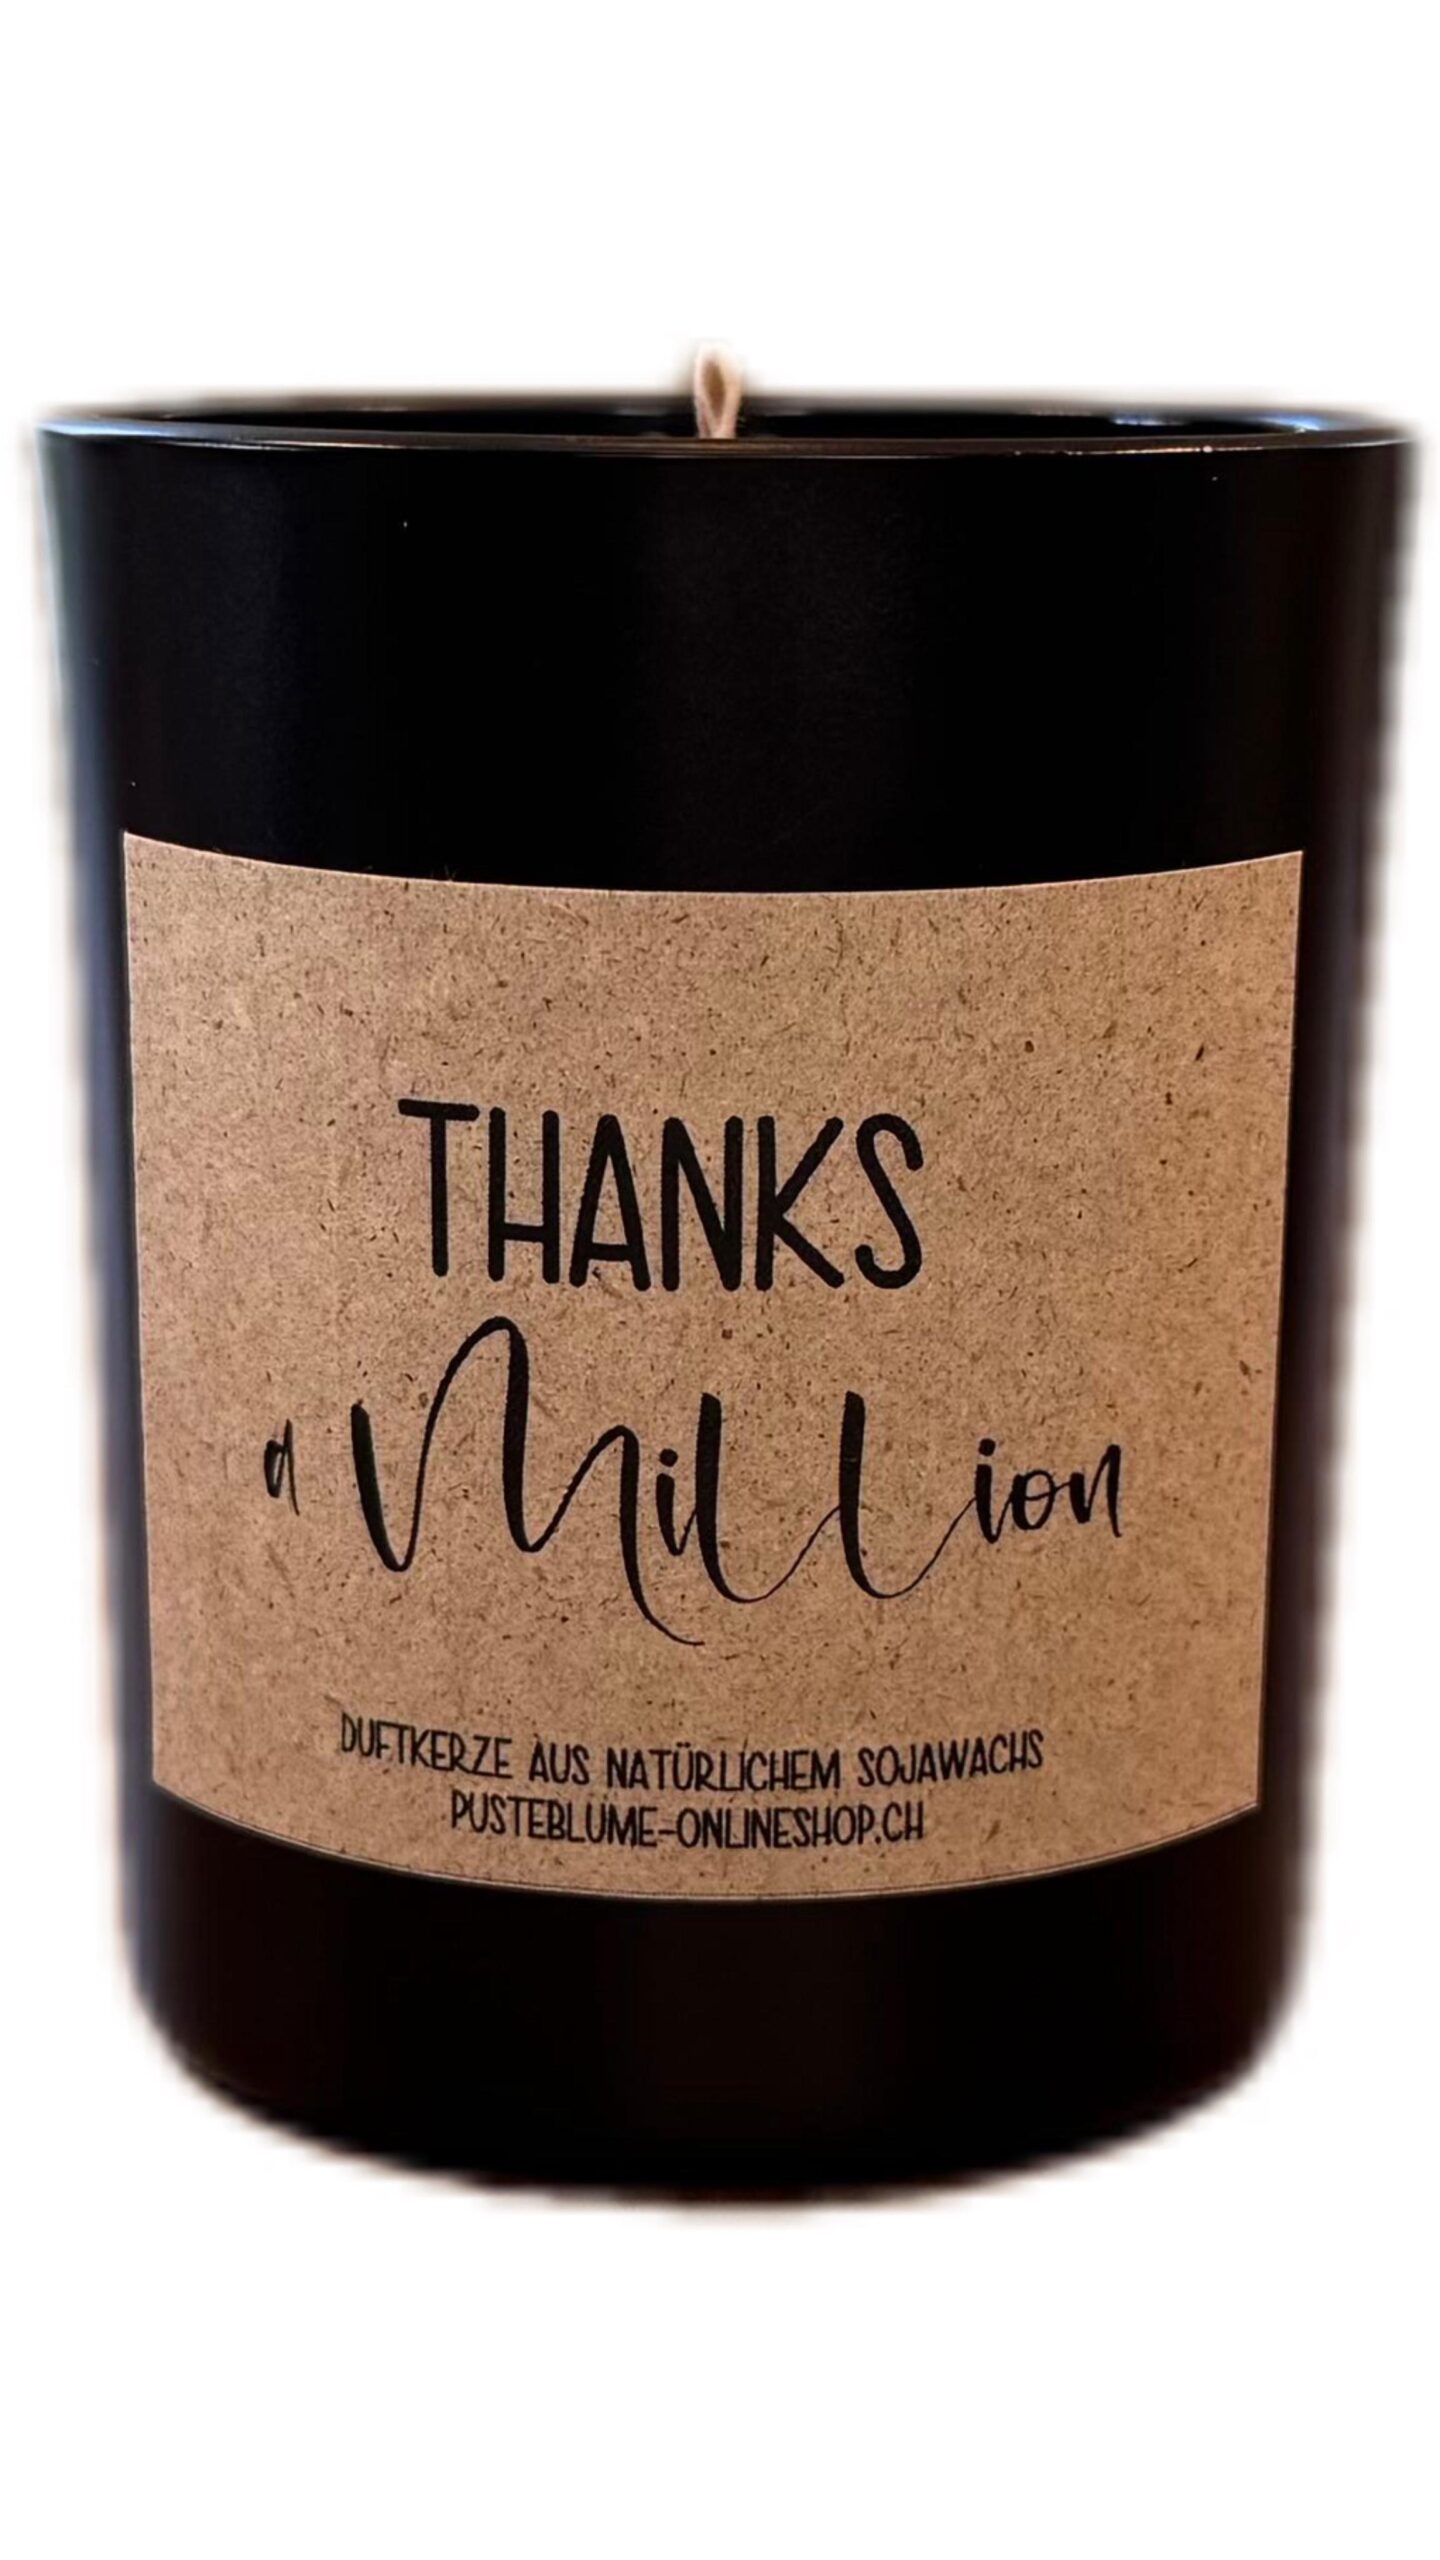 THANKS
a Million
DUFTKERZE AUS NATÜRLICHEM SOJAWACHS
PUSTEBLUME-ONLINESHOP.CH